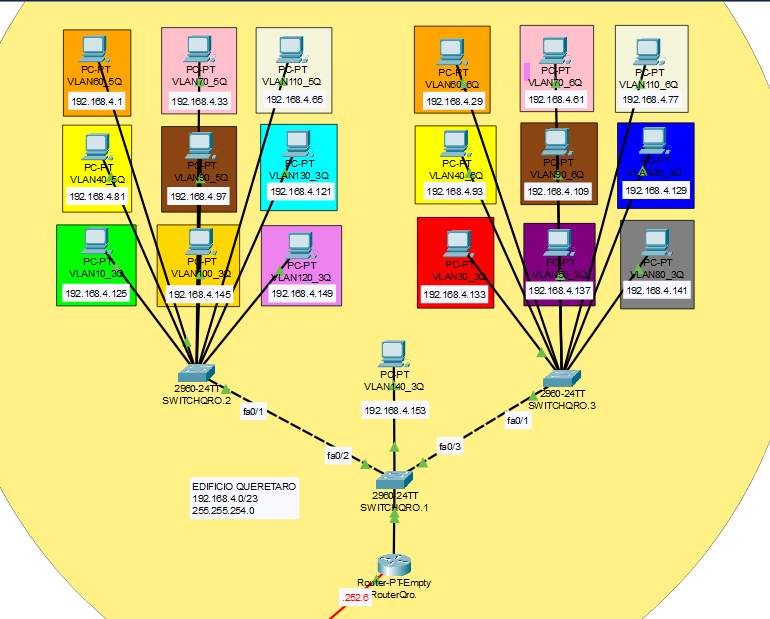 PC-PT
VLAN60_5Q
192.168.4.1
PC-PT
VLAN70_5Q
192.168.4.33
PC-PT
VLAN110_5Q
192.168.4.65
PC-PT
VLAN60_6Q
192.168.4.29
PC-PT
VLAN70_6Q
192.168.4.61
PC-PT
VLAN110_6Q
192.168.4.77
PC-PT
VLAN40_5Q
192.168.4.81
PC-PT
VLAN90_5Q
192.168.4.97
PC-PT
VLAN130_3Q
192.168.4.121
PC-PT
VLAN40_6Q
192.168.4.93
PC-PT
VLAN90_6Q
192.168.4.109
PC-PT
192.168.4.129
PC-PT
VLAN10_3Q
192.168.4.125
PC-PT
VLAN100_3Q
192.168.4.145
PC-PT
VLAN120_3Q
192.168.4.149
PC-PT
VLAN30_3Q
192.168.4.133
PC-PT
192.168.4.137
PC-PT
VLAN80_3Q
192.168.4.141
2960-24TT
SWITCHQRO.2
PC-PT
VLAN140_3Q
192.168.4.153
2960-24TT
SWITCHQRO.3
fa0/1
fa0/1
fa0/2
fa0/3
EDIFICIO QUERETARO
192.168.4.0/23
255.255.254.0
2960-24TT
SWITCHQRO.1
Router-PT-Empty
RouterQro.
.252.6